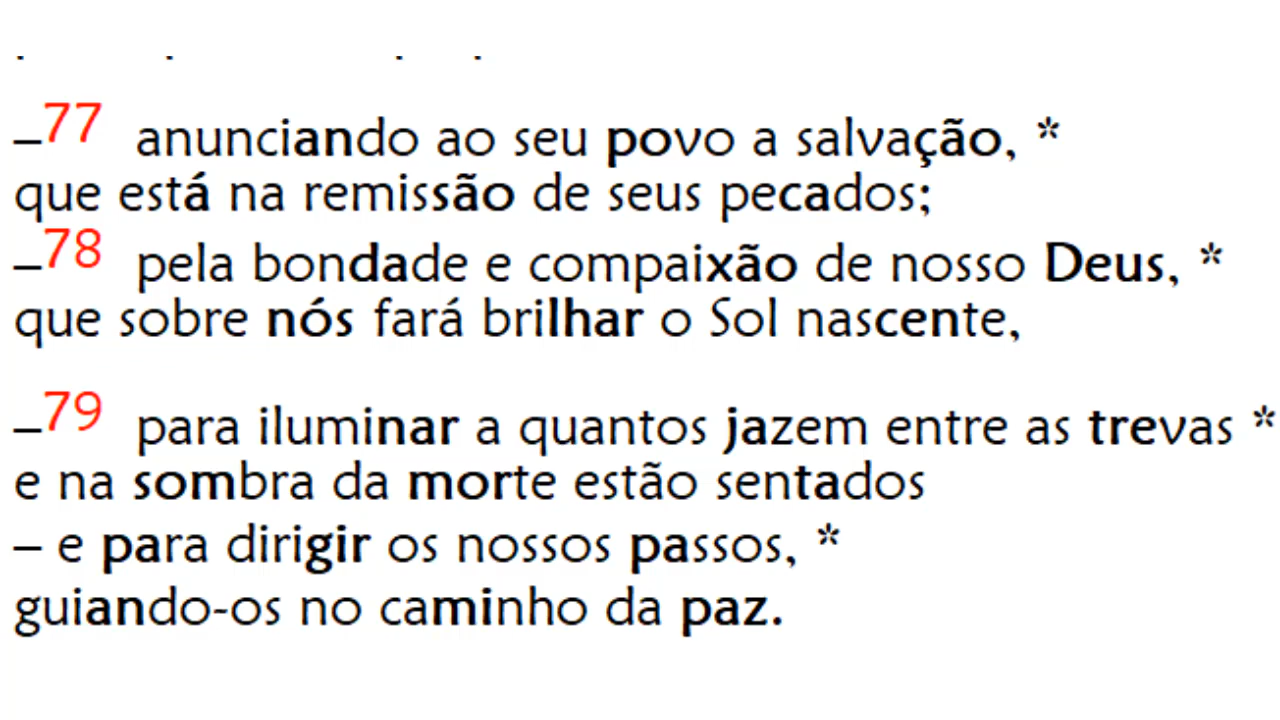 –77 anunciando ao seu povo a salvação, *
que está na remissão de seus pecados;
–78 pela bondade e compaixão de nosso Deus, *
que sobre nós fará brilhar o Sol nascente,
–79 para iluminar a quantos jazem entre as trevas *
e na sombra da morte estão sentados
– e para dirigir os nossos passos, *
guiando-os no caminho da paz.